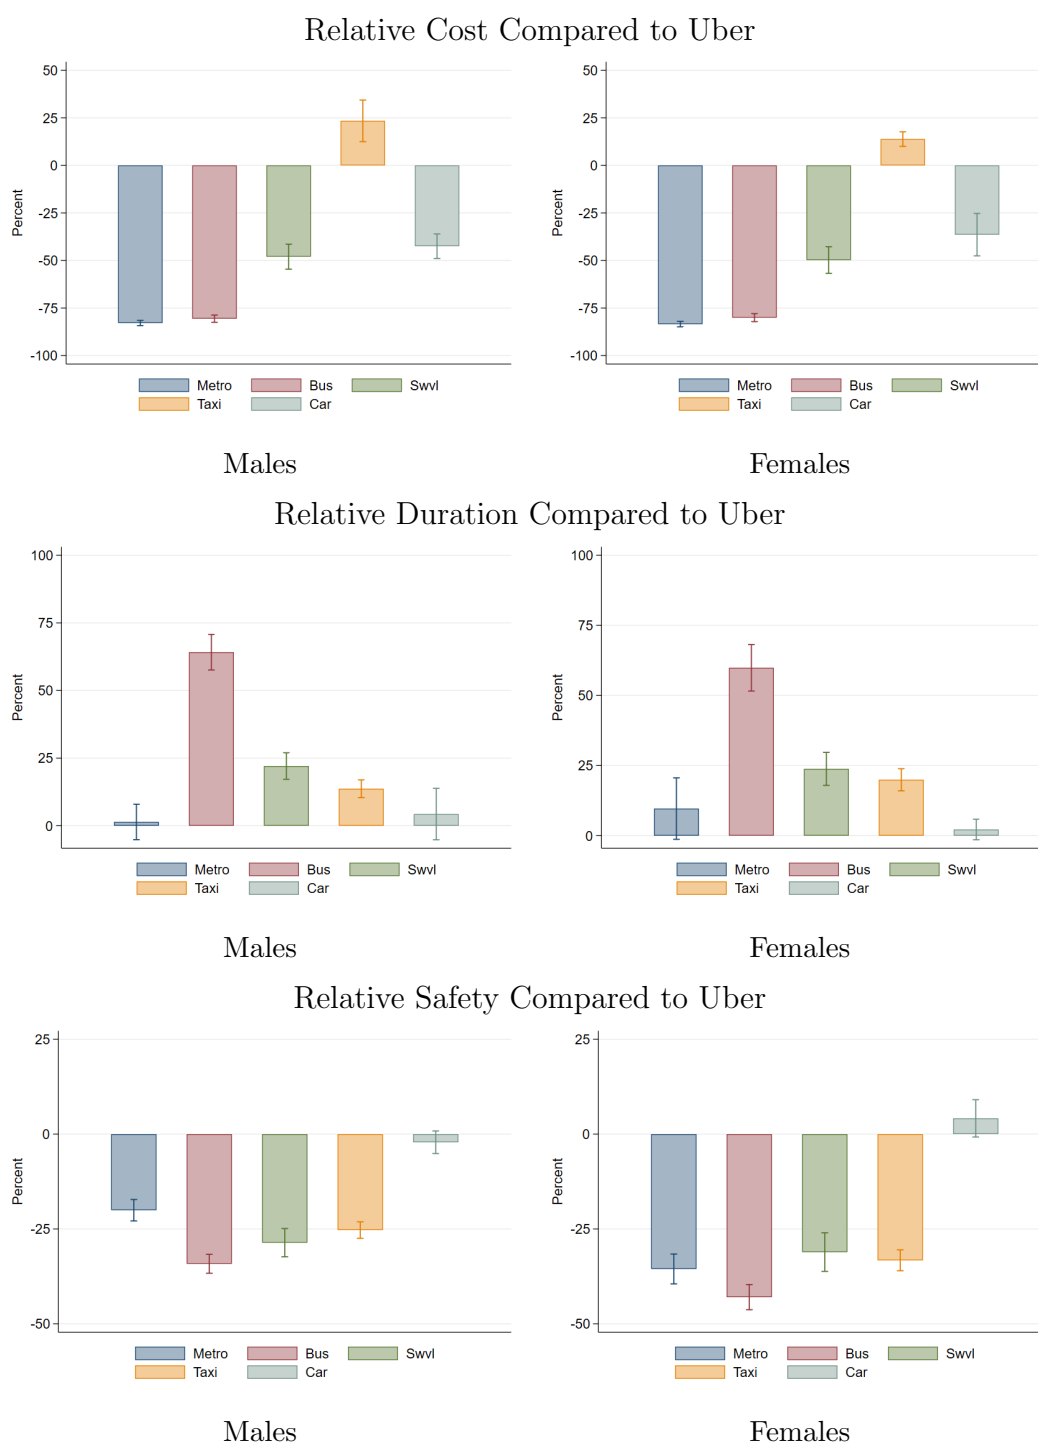 Relative Cost Compared to Uber
50
25
0
-25
-50
-75
-100
Percent
Metro Bus Swvl
Taxi Car
Males
50
25
0
-25
-50
-75
-100
Percent
Metro Bus Swvl
Taxi Car
Females
Relative Duration Compared to Uber
100
75
50
25
0
Percent
Metro Bus Swvl
Taxi Car
Males
100
75
50
25
0
Percent
Metro Bus Swvl
Taxi Car
Females
Relative Safety Compared to Uber
25
0
-25
-50
Percent
Metro Bus Swvl
Taxi Car
Males
25
0
-25
-50
Percent
Metro Bus Swvl
Taxi Car
Females